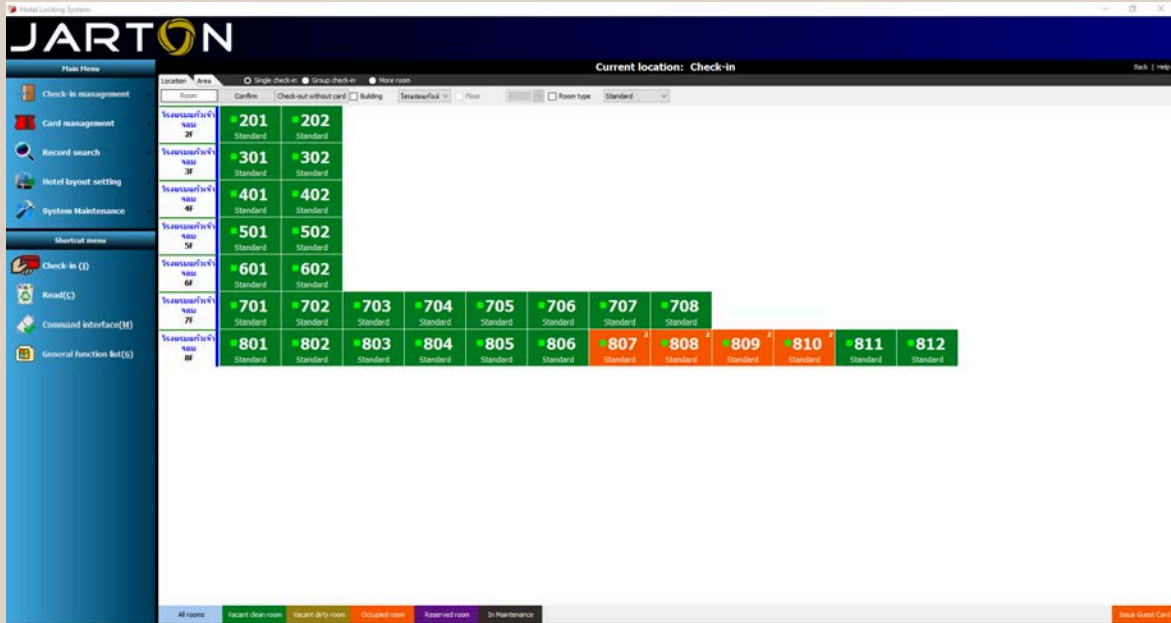 Hotel Locking System
JARTON
Main Menu
Current location: Check-in
Back | Help
Check-in management
Card management
Record search
Hotel layout setting
System Maintenance
Shortcut menu
Check-in (I)
Read(C)
Command interface(M)
General function list(G)
Location Area Single check-in Group check-in More room
Room Confirm Check-out without card Building Floor Room type Standard
2F
201 202
Standard Standard
3F
301 302
Standard Standard
4F
401 402
Standard Standard
5F
501 502
Standard Standard
6F
601 602
Standard Standard
7F
701 702 703 704 705 706 707 708
Standard Standard Standard Standard Standard Standard Standard Standard
8F
801 802 803 804 805 806 807 2 808 2 809 2 810 2 811 812
Standard Standard Standard Standard Standard Standard Standard Standard Standard Standard Standard Standard
All rooms Vacant clean room Vacant dirty room Occupied room Reserved room In Maintenance Issue Guest Card